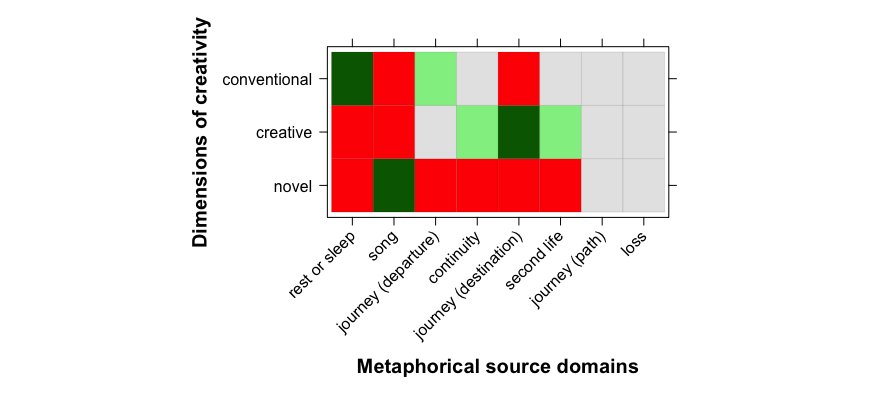 Dimensions of creativity
conventional
creative
novel
rest or sleep
song
journey (departure)
continuity
journey (destination)
second life
journey (path)
loss
Metaphorical source domains